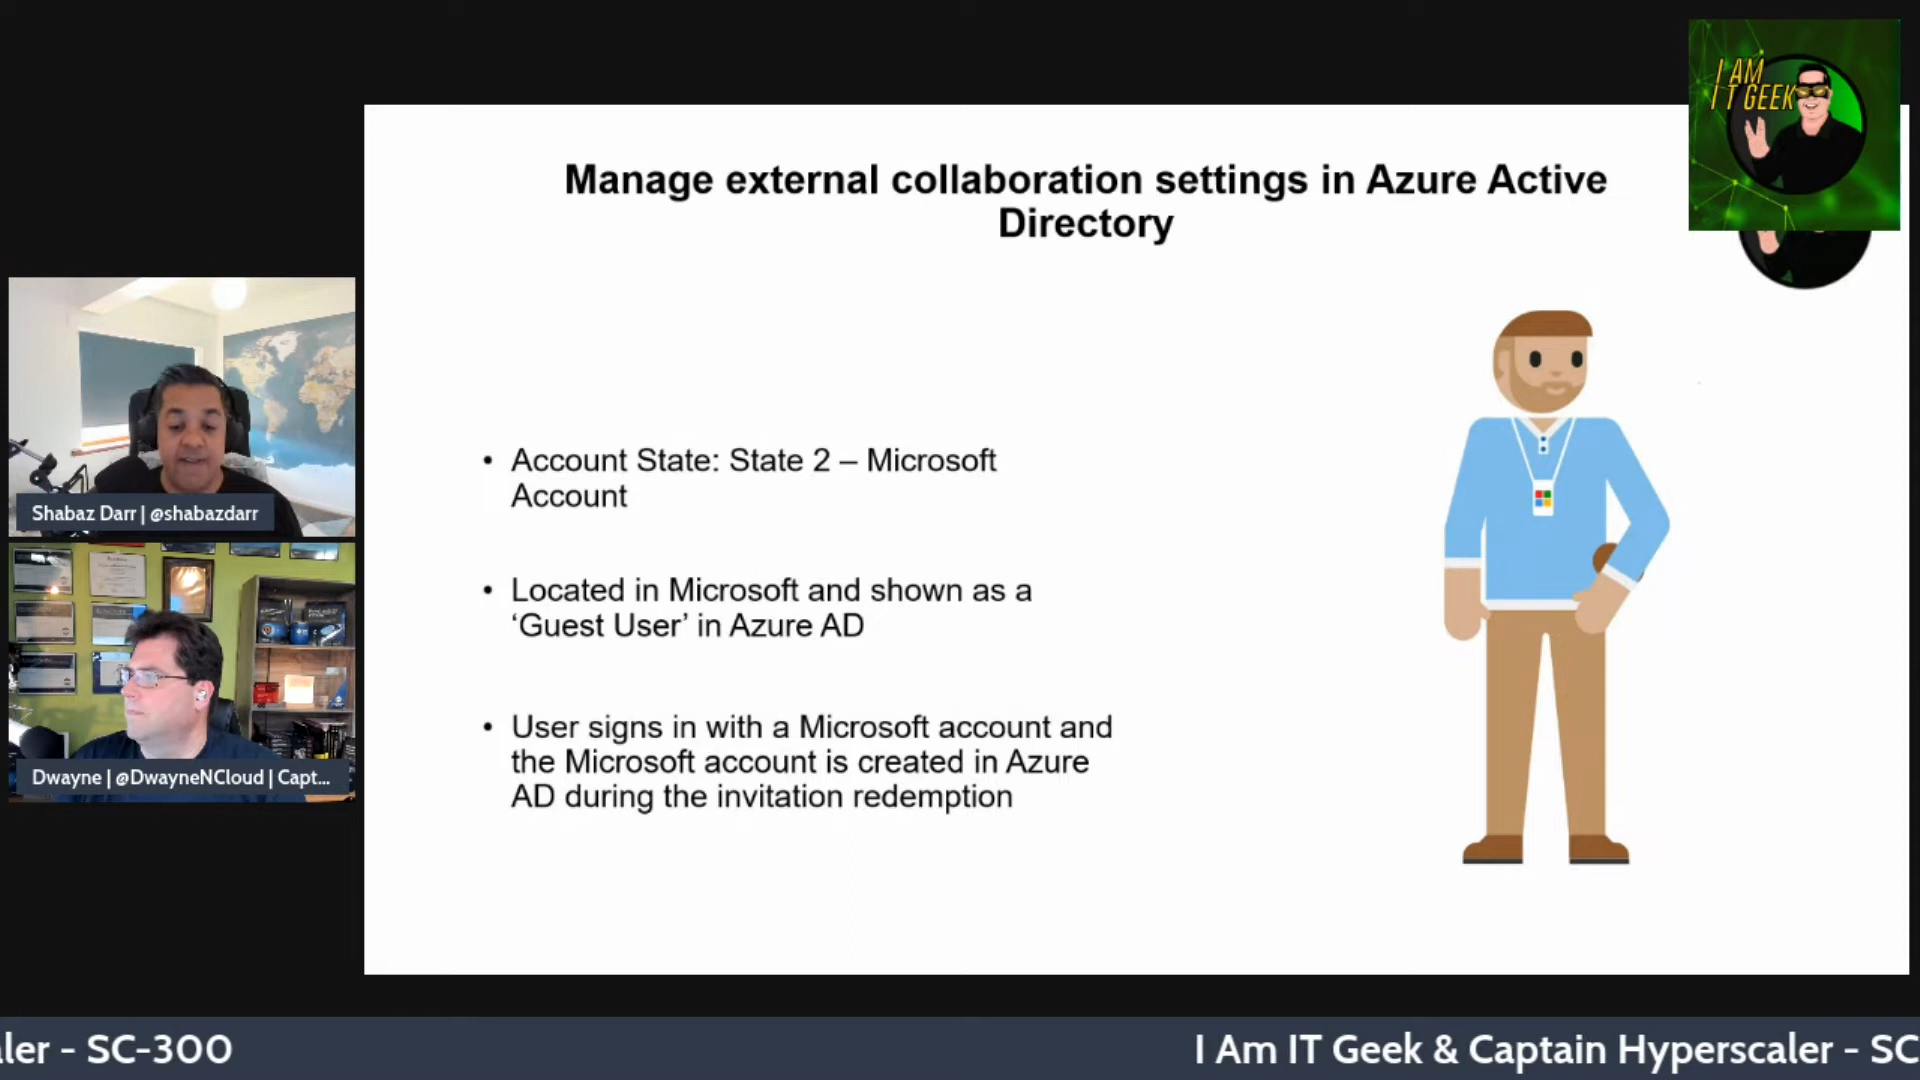 I AM
IT GEEK
Manage external collaboration settings in Azure Active
Directory
• Account State: State 2 – Microsoft
Account
• Located in Microsoft and shown as a
‘Guest User’ in Azure AD
• User signs in with a Microsoft account and
the Microsoft account is created in Azure
AD during the invitation redemption
Shabaz Darr | @shabazdarr
Dwayne | @DwayneNCloud | Capt...
ler - SC-300
I Am IT Geek & Captain Hyperscaler - SC